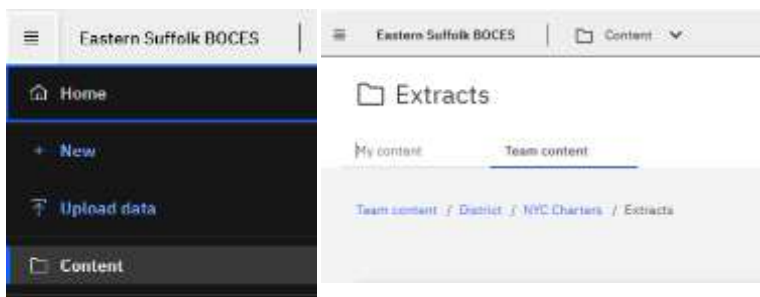 Eastern Suffolk BOCES
Home
+ New
Upload data
Content
Eastern Suffolk BOCES Content
Extracts
My content Team content
Team content / District / NYC Charters / Extracts